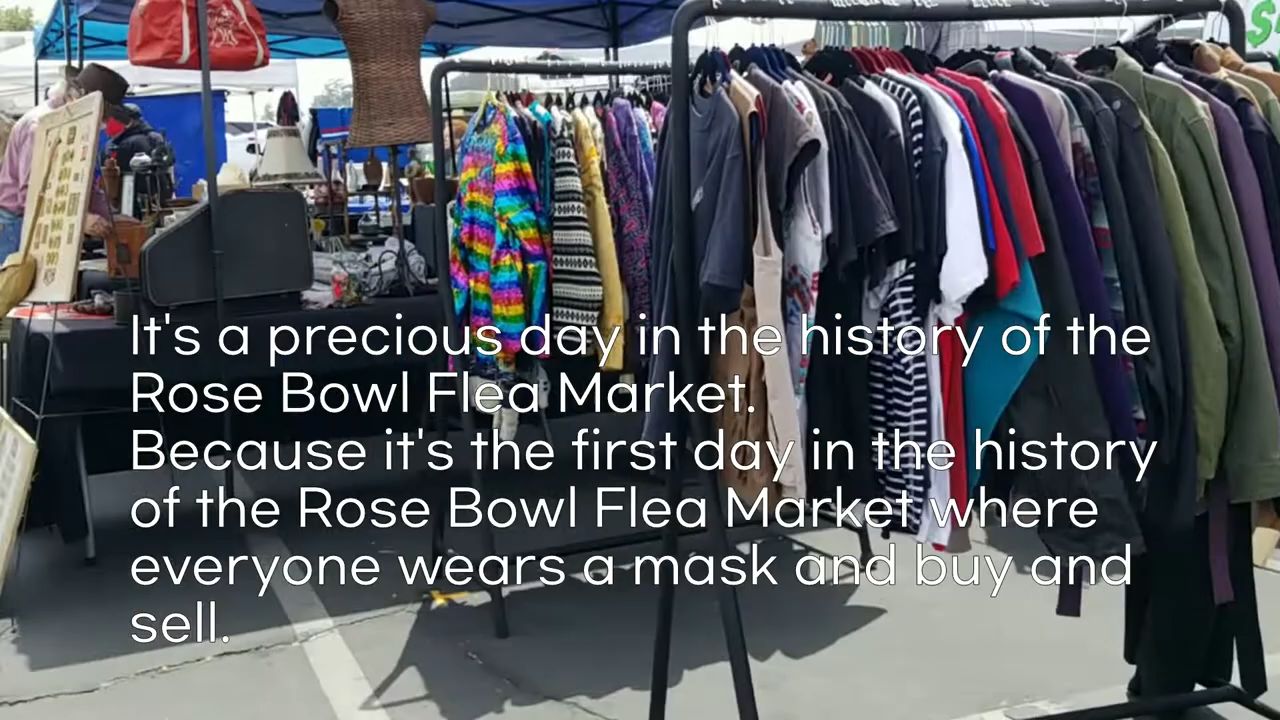 It's a precious day in the history of the
Rose Bowl Flea Market.
Because it's the first day in the history
of the Rose Bowl Flea Market where
everyone wears a mask and buy and
sell.